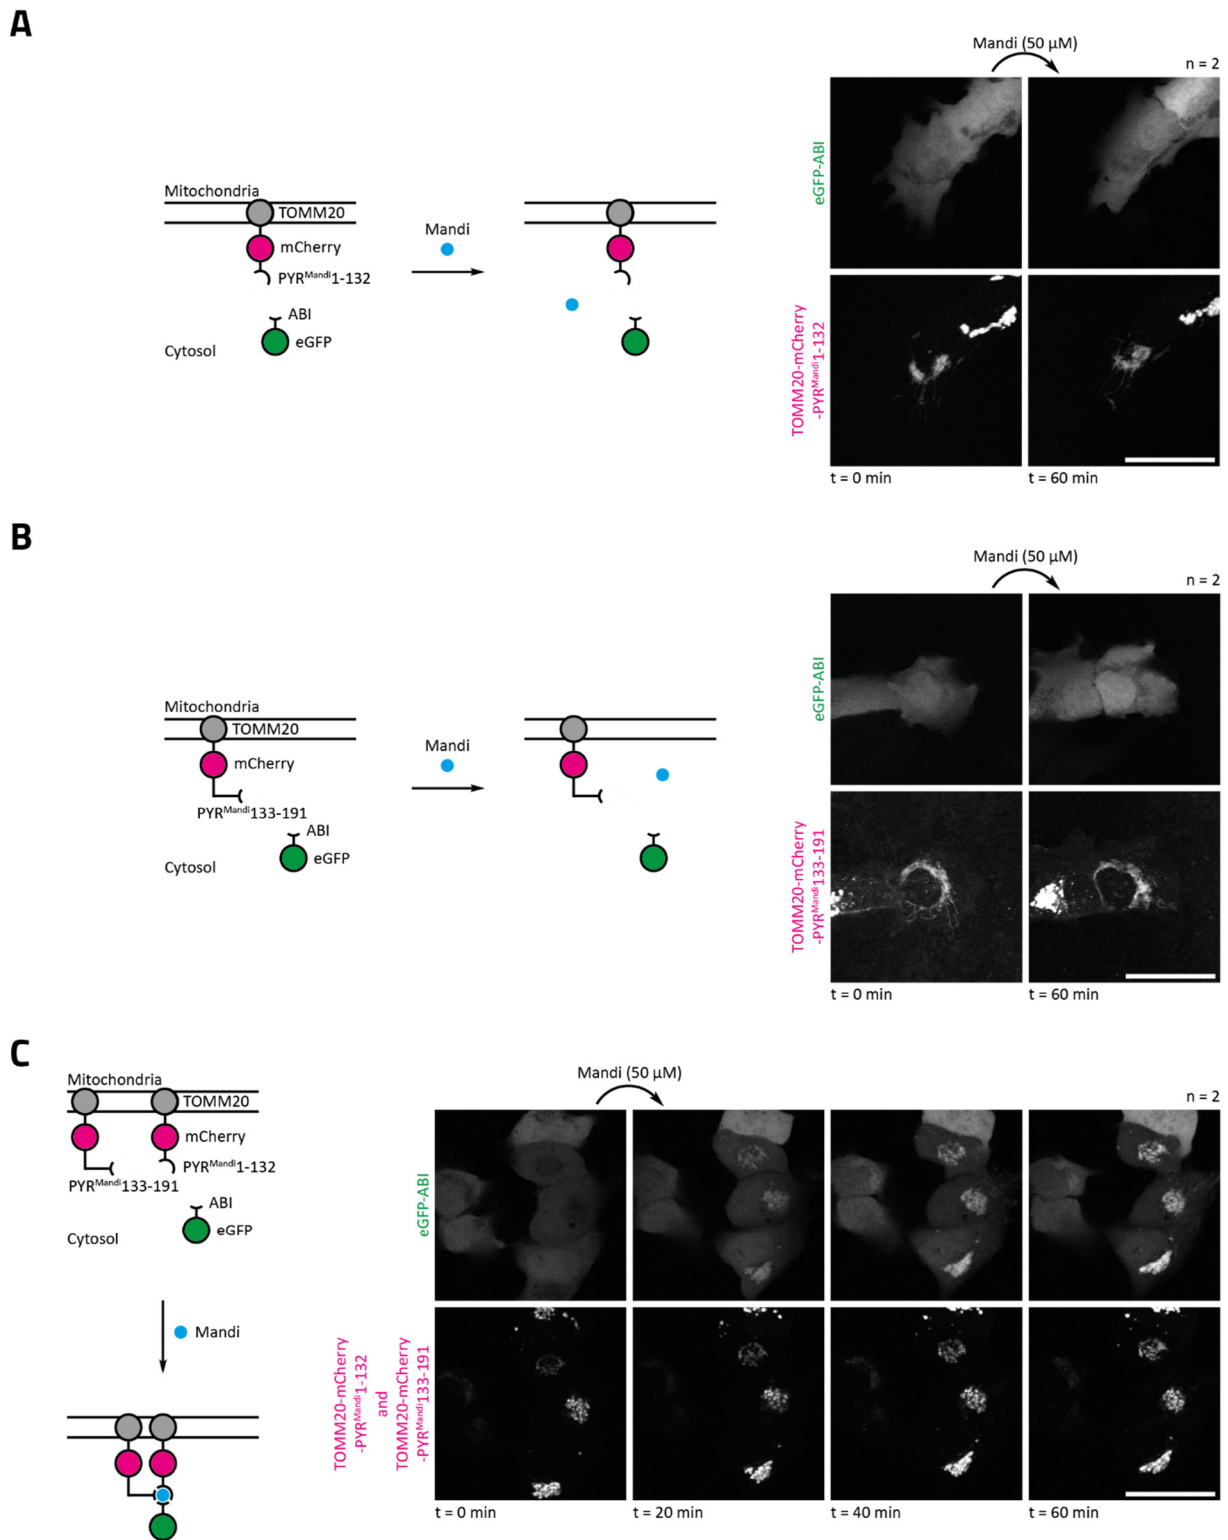 A
Mandi (50 µM)
n = 2
Mitochondria
TOMM20
mCherry
PYRMandi1-132
ABI
eGFP
Cytosol
Mandi
eGFP-ABI
TOMM20-mCherry
-PYRMandi1-132
t = 0 min
t = 60 min
B
Mandi (50 µM)
n = 2
Mitochondria
TOMM20
mCherry
PYRMandi133-191
ABI
eGFP
Cytosol
Mandi
eGFP-ABI
TOMM20-mCherry
-PYRMandi133-191
t = 0 min
t = 60 min
C
Mitochondria
TOMM20
mCherry
PYRMandi1-132
PYRMandi133-191
ABI
eGFP
Cytosol
Mandi
Mandi (50 µM)
n = 2
eGFP-ABI
TOMM20-mCherry
-PYRMandi1-132
and
TOMM20-mCherry
-PYRMandi133-191
t = 0 min
t = 20 min
t = 40 min
t = 60 min